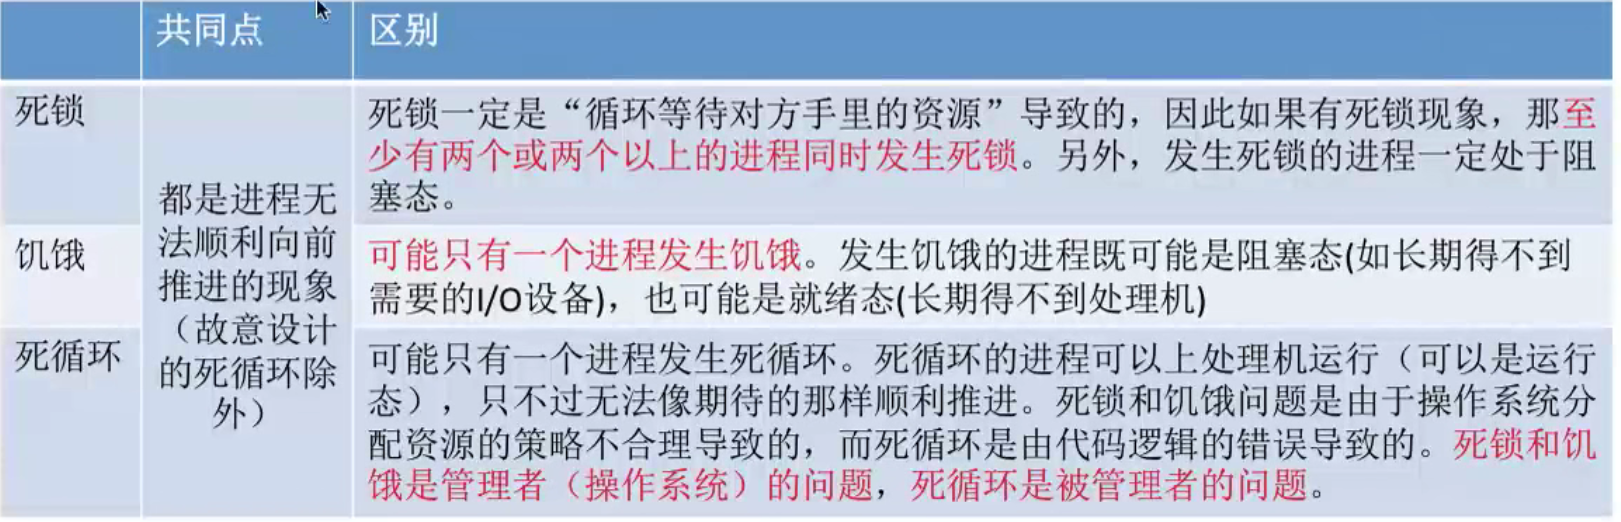 共同点
区别
死锁
都是进程无
法顺利向前
推进的现象
（故意设计
的死循环除
外）
死锁一定是“循环等待对方手里的资源”导致的，因此如果有死锁现象，那至
少有两个或两个以上的进程同时发生死锁。另外，发生死锁的进程一定处于阻
塞态。
饥饿
可能只有一个进程发生饥饿。发生饥饿的进程既可能是阻塞态(如长期得不到
需要的I/O设备)，也可能是就绪态(长期得不到处理机)
死循环
可能只有一个进程发生死循环。死循环的进程可以上处理机运行（可以是运行
态），只不过无法像期待的那样顺利推进。死锁和饥饿问题是由于操作系统分
配资源的策略不合理导致的，而死循环是由代码逻辑的错误导致的。死锁和饥
饿是管理者（操作系统）的问题，死循环是被管理者的问题。